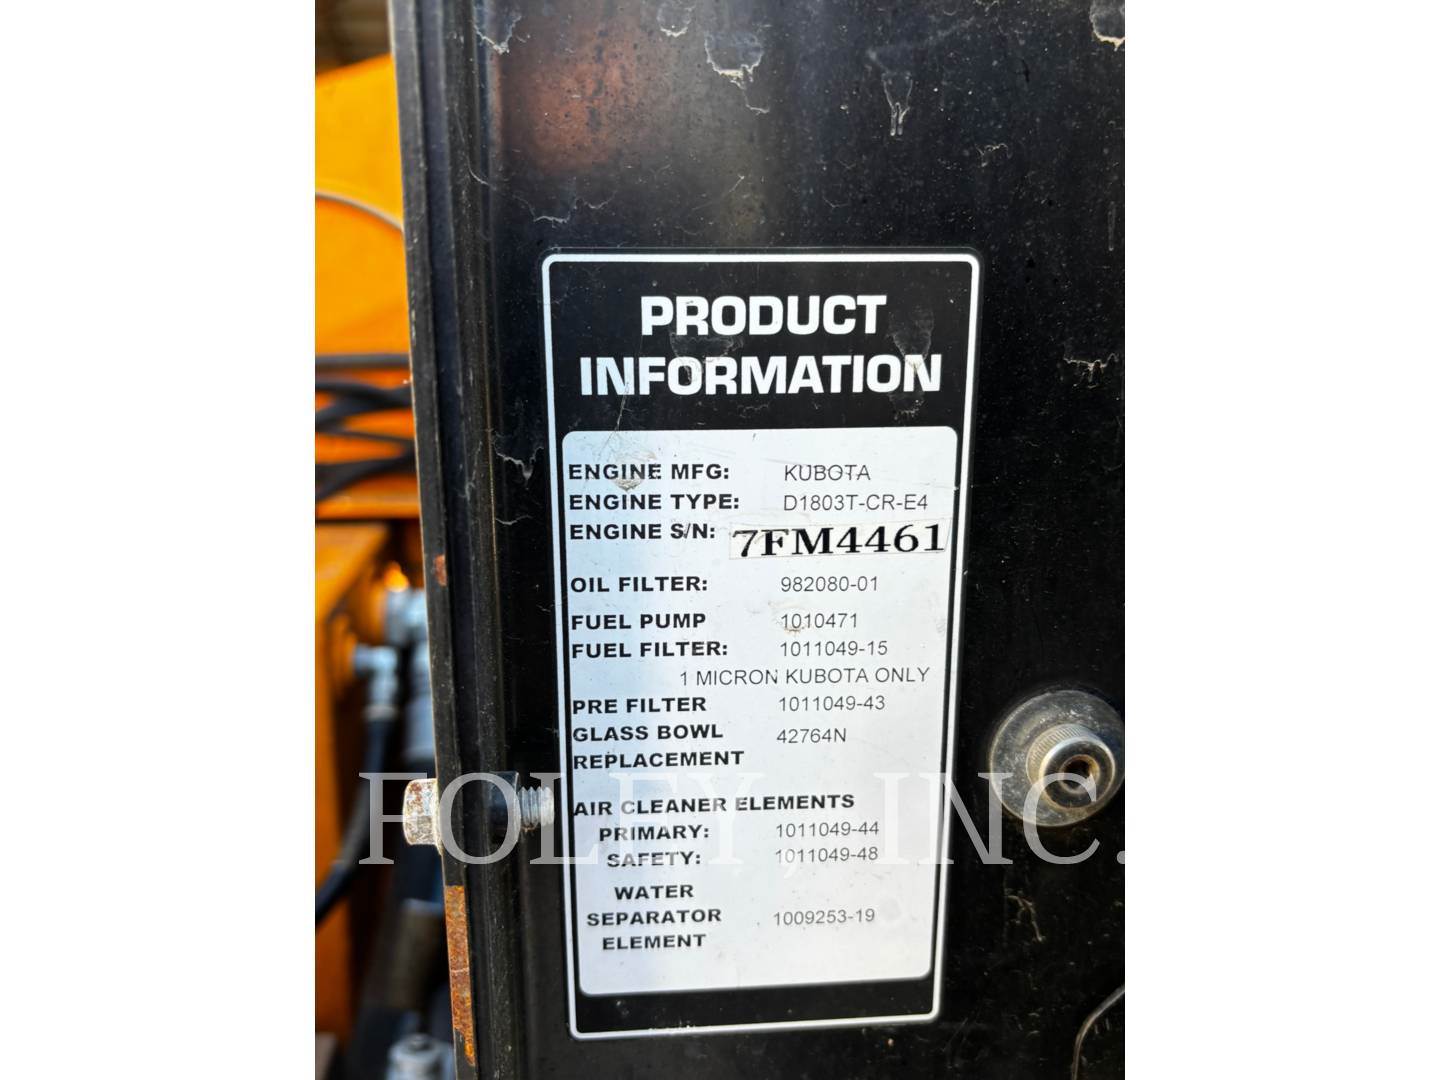 PRODUCT
INFORMATION
ENGINE MFG: KUBOTA
ENGINE TYPE: D1803T-CR-E4
ENGINE S/N: 7FM4461
OIL FILTER: 982080-01
FUEL PUMP 1010471
FUEL FILTER: 1011049-15
1 MICRON KUBOTA ONLY
PRE FILTER 1011049-43
GLASS BOWL 42764N
REPLACEMENT
AIR CLEANER ELEMENTS
PRIMARY: 1011049-44
SAFETY: 1011049-48
WATER
SEPARATOR 1009253-19
ELEMENT
FOLEY, INC.